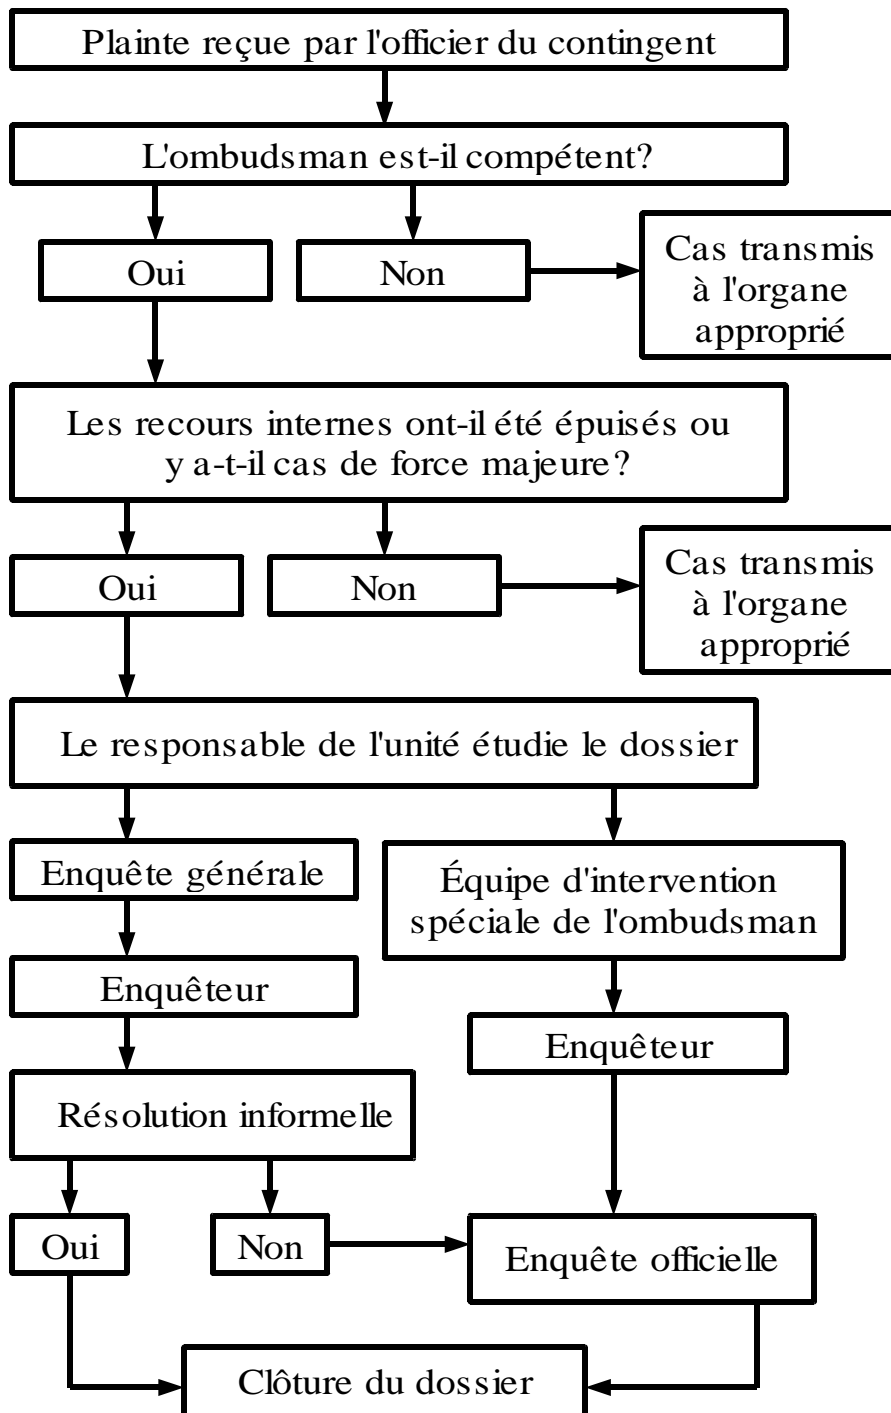 Plainte reçue par l'officier du contingent
L'ombudsman est-il compétent?
Oui
Non
Cas transmis
à l'organe
approprié
Les recours internes ont-il été épuisés ou
y a-t-il cas de force majeure?
Oui
Non
Cas transmis
à l'organe
approprié
Le responsable de l'unité étudie le dossier
Enquête générale
Équipe d'intervention
spéciale de l'ombudsman
Enquêteur
Enquêteur
Résolution informelle
Oui
Non
Enquête officielle
Clôture du dossier